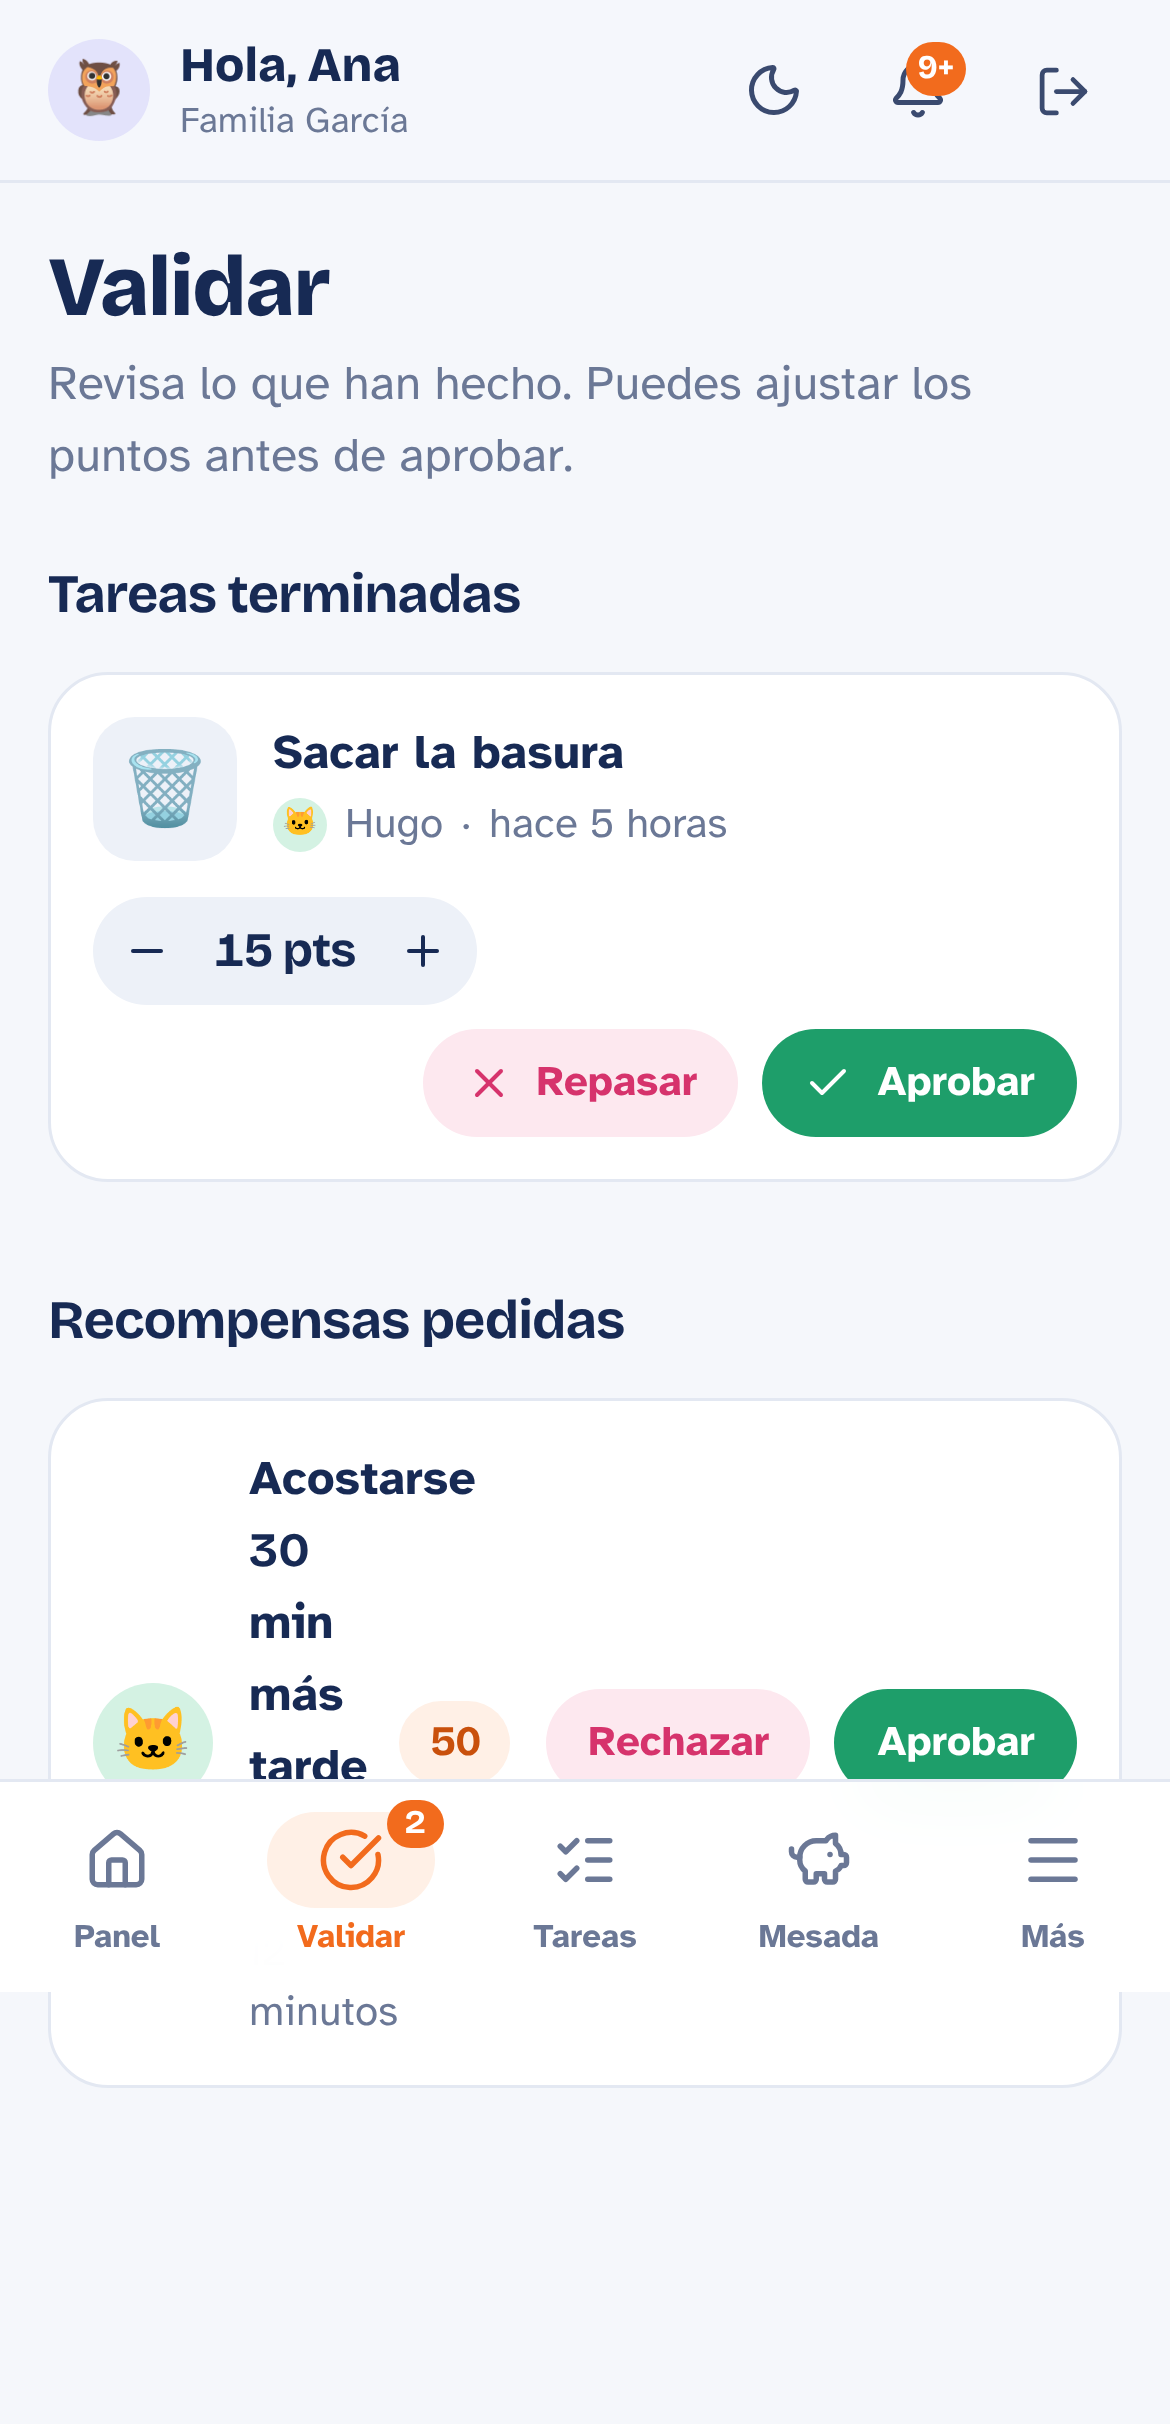 Hola, Ana
Familia García
9+
Validar
Revisa lo que han hecho. Puedes ajustar los
puntos antes de aprobar.
Tareas terminadas
Sacar la basura
Hugo · hace 5 horas
− 15 pts +
Repasar
Aprobar
Recompensas pedidas
Acostarse
30
min
más
tarde
50
Rechazar
Aprobar
2
Panel
Validar
Tareas
Mesada
Más
minutos